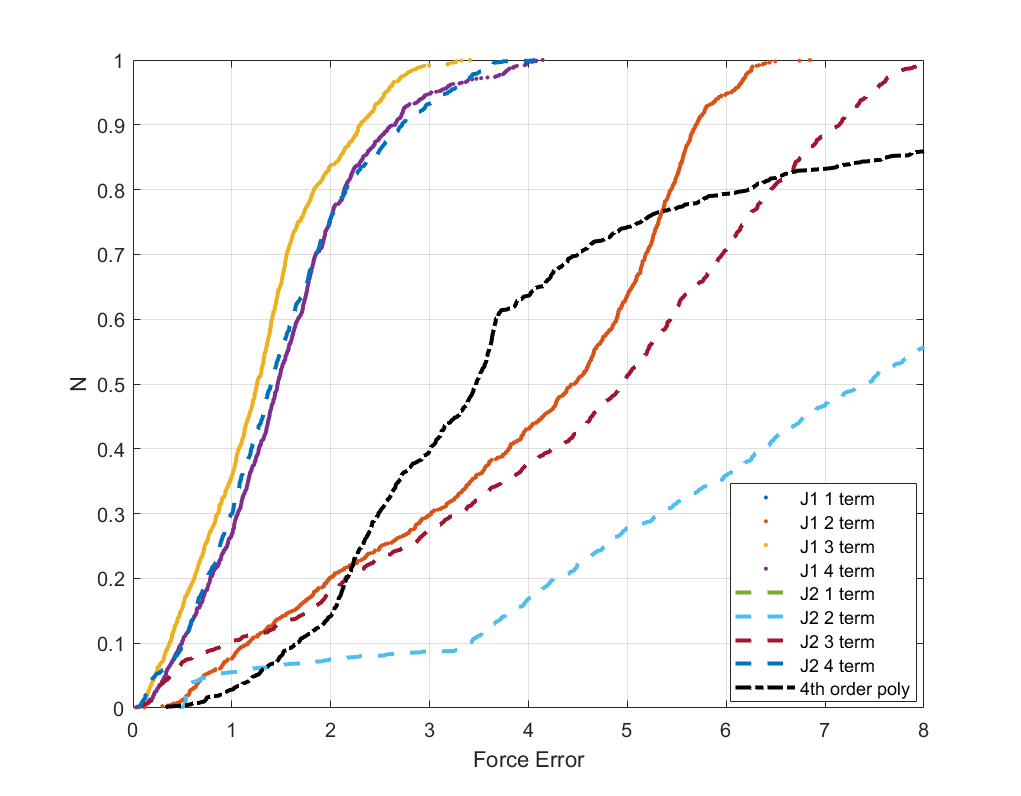 1
0.9
0.8
0.7
0.6
0.5
0.4
0.3
0.2
0.1
0
N
0 1 2 3 4 5 6 7 8
Force Error
J1 1 term
J1 2 term
J1 3 term
J1 4 term
J2 1 term
J2 2 term
J2 3 term
J2 4 term
4th order poly